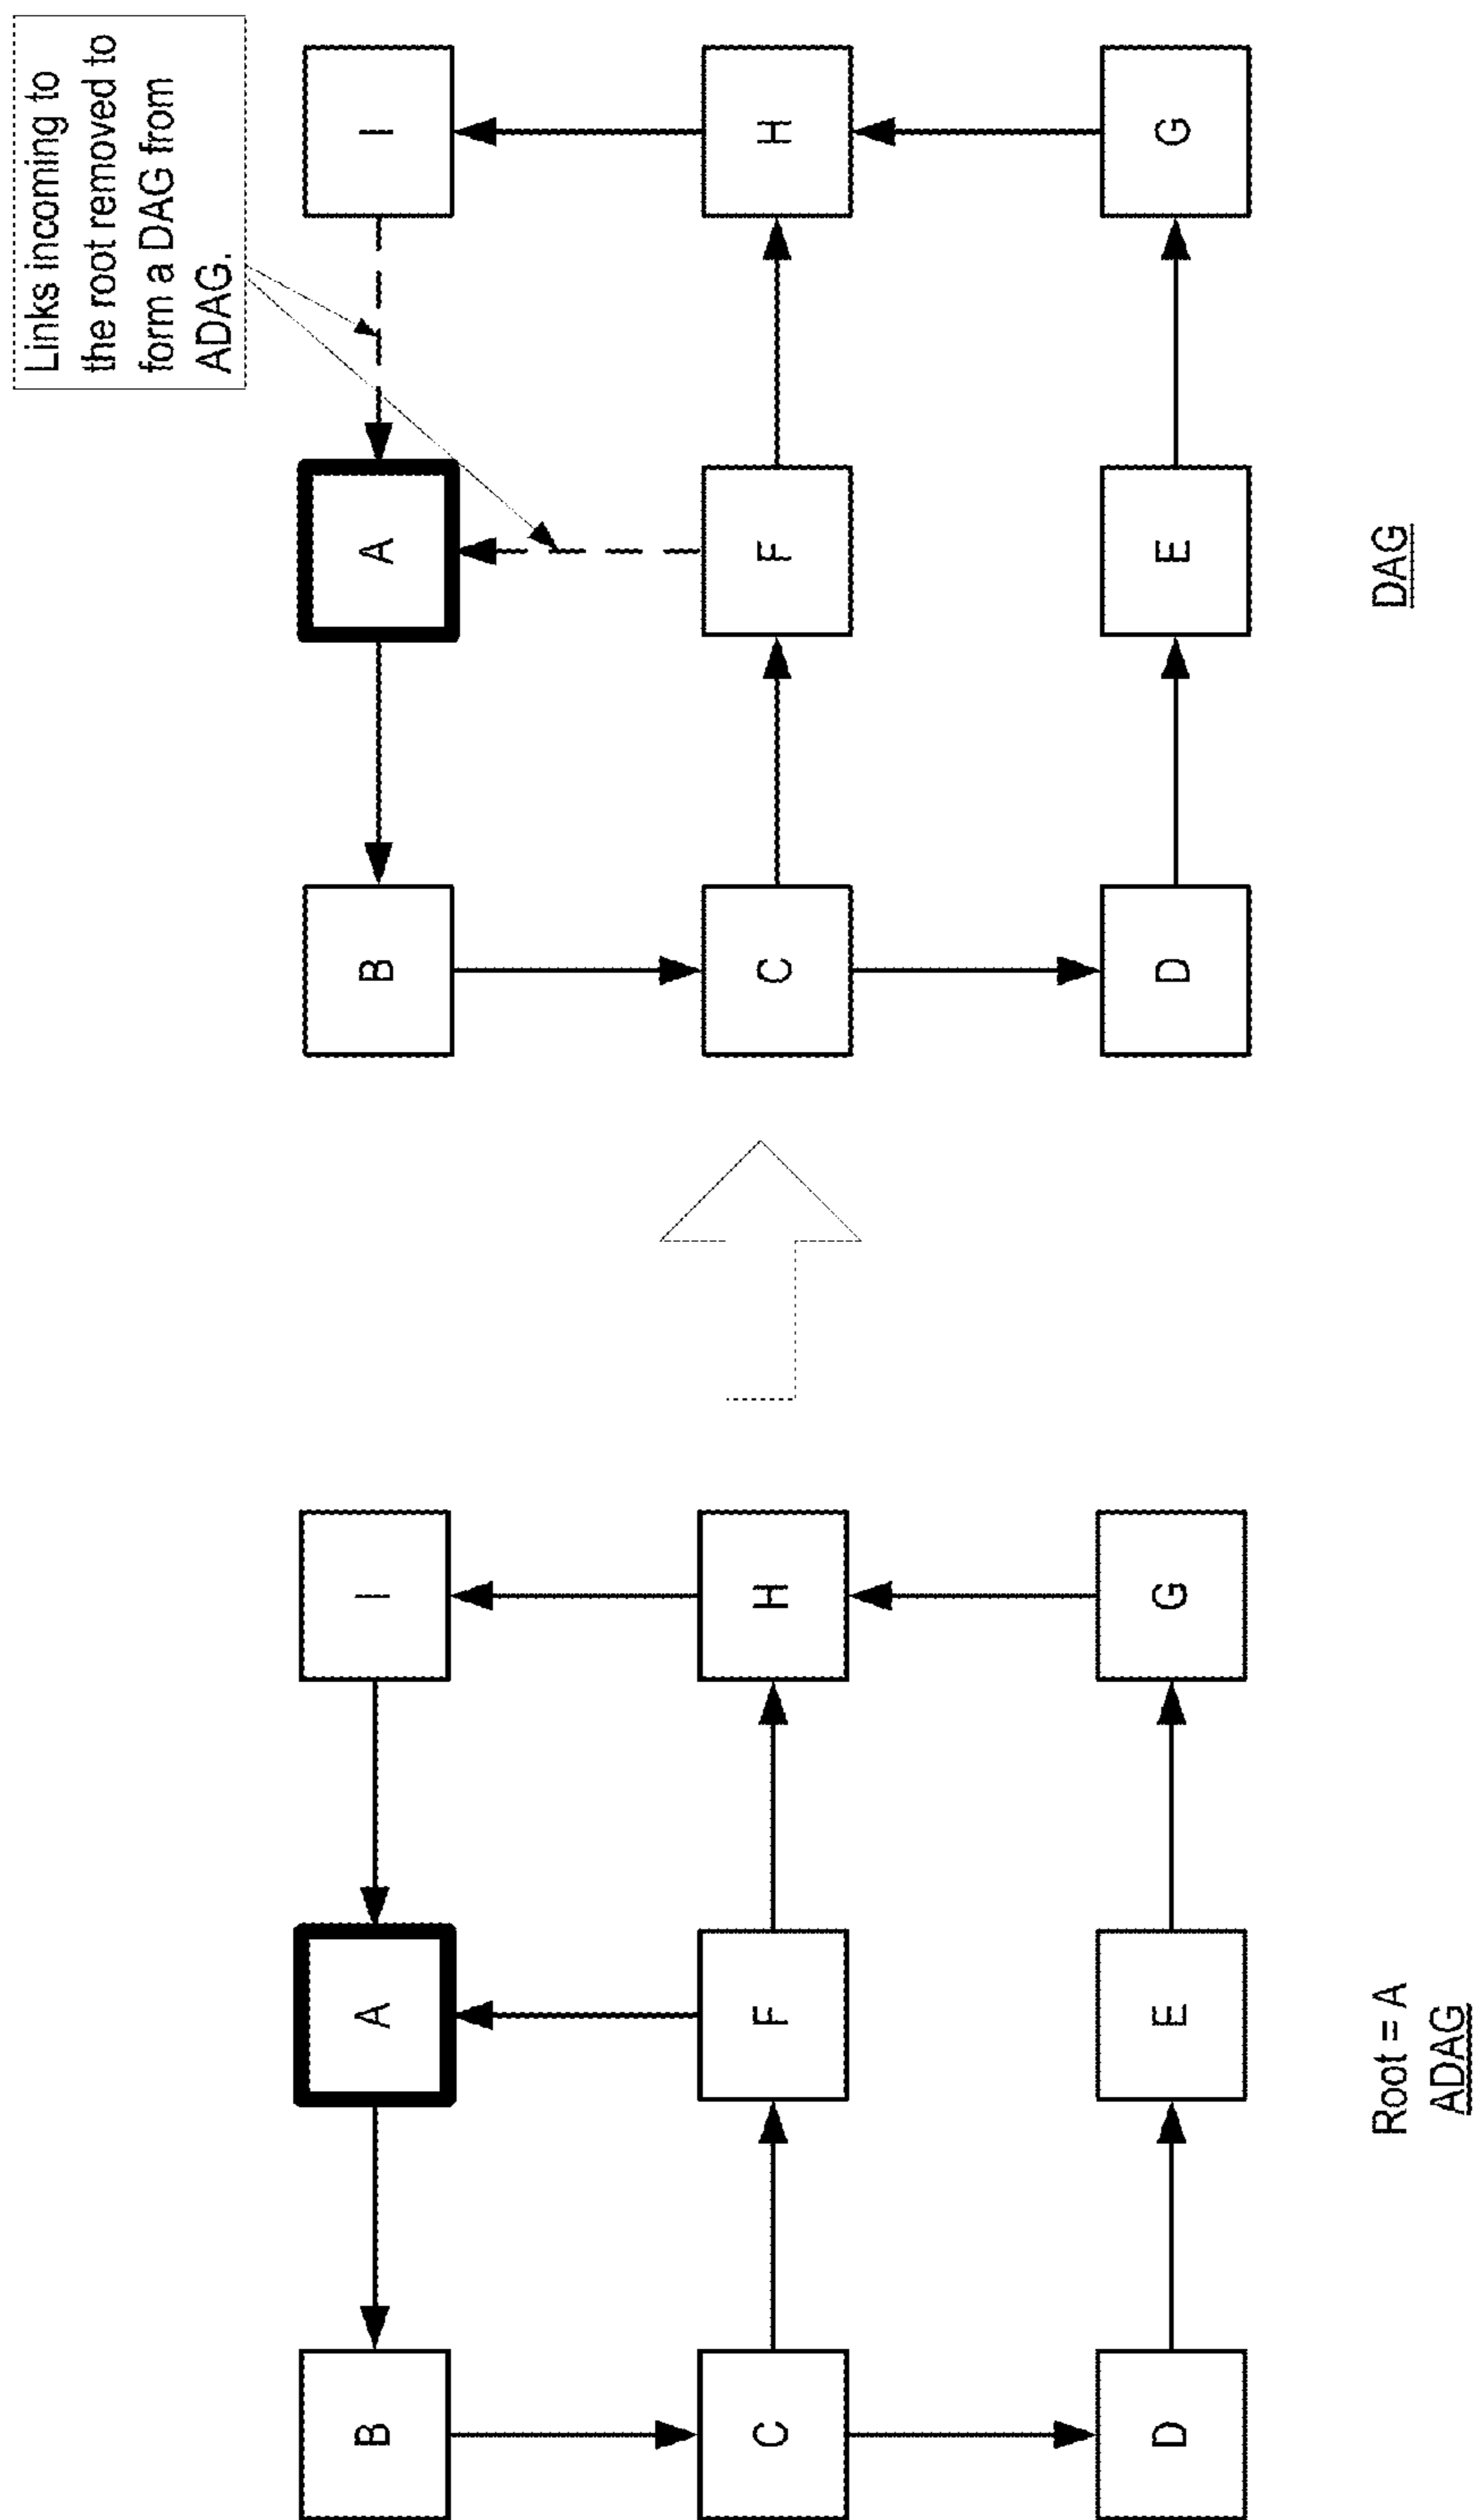 B
A
I
C
F
H
D
E
G
Root = A
ADAG
Links incoming to
the root removed to
form a DAG from
ADAG.
B
A
I
C
F
H
D
E
G
DAG